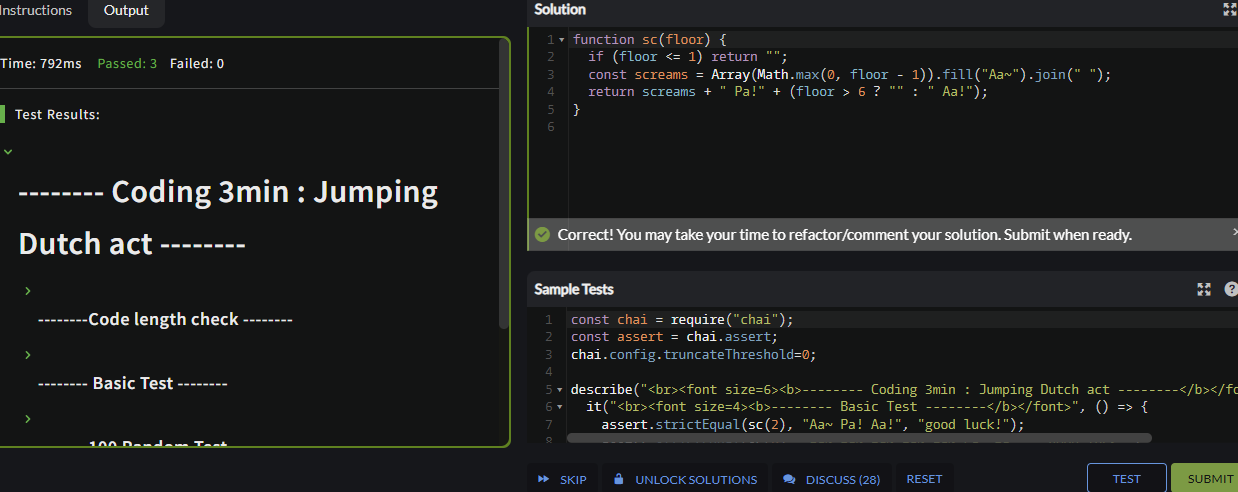 Instructions
Output
Time: 792ms Passed: 3 Failed: 0
Test Results:
-------- Coding 3min : Jumping
Dutch act --------
--------Code length check --------
-------- Basic Test --------
100 Random Test
Solution
1 function sc(floor) {
2 if (floor <= 1) return "";
3 const screams = Array(Math.max(0, floor - 1)).fill("Aa~").join(" ");
4 return screams + " Pa!" + (floor > 6 ? "" : " Aa!");
5 }
6
Correct! You may take your time to refactor/comment your solution. Submit when ready.
Sample Tests
1 const chai = require("chai");
2 const assert = chai.assert;
3 chai.config.truncateThreshold=0;
4
5 describe("<br><font size=6><b>-------- Coding 3min : Jumping Dutch act --------</b></fo
6 it("<br><font size=4><b>-------- Basic Test --------</b></font>", () => {
7 assert.strictEqual(sc(2), "Aa~ Pa! Aa!", "good luck!");
8
SKIP
UNLOCK SOLUTIONS
DISCUSS (28)
RESET
TEST
SUBMIT